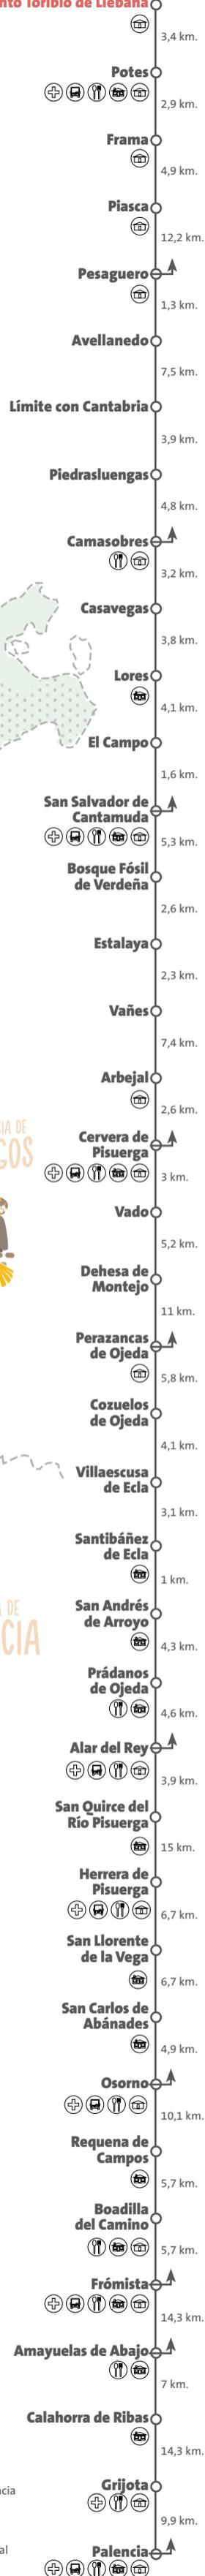 nto Toribio de Liébana
3,4 km.
Potes
2,9 km.
Frama
4,9 km.
Piasca
12,2 km.
Pesaguero
1,3 km.
Avellanedo
7,5 km.
Límite con Cantabria
3,9 km.
Piedrasluengas
4,8 km.
Camasobres
3,2 km.
Casavegas
3,8 km.
Lores
4,1 km.
El Campo
1,6 km.
San Salvador de
Cantamuda
5,3 km.
Bosque Fósil
de Verdeña
2,6 km.
Estalaya
2,3 km.
Vañes
7,4 km.
Arbejal
2,6 km.
IA DE
GOS
Cervera de
Pisuerga
3 km.
Vado
5,2 km.
Dehesa de
Montejo
11 km.
Perazancas
de Ojeda
5,8 km.
Cozuelos
de Ojeda
4,1 km.
Villaescusa
de Ecla
3,1 km.
Santibáñez
de Ecla
1 km.
San Andrés
de Arroyo
DE
CIA
4,3 km.
Prádanos
de Ojeda
4,6 km.
Alar del Rey
3,9 km.
San Quirce del
Río Pisuerga
15 km.
Herrera de
Pisuerga
6,7 km.
San Llorente
de la Vega
6,7 km.
San Carlos de
Abánades
4,9 km.
Osorno
10,1 km.
Requena de
Campos
5,7 km.
Boadilla
del Camino
5,7 km.
Frómista
14,3 km.
Amayuelas de Abajo
7 km.
Calahorra de Ribas
14,3 km.
Grijota
cia
9,9 km.
al
Palencia